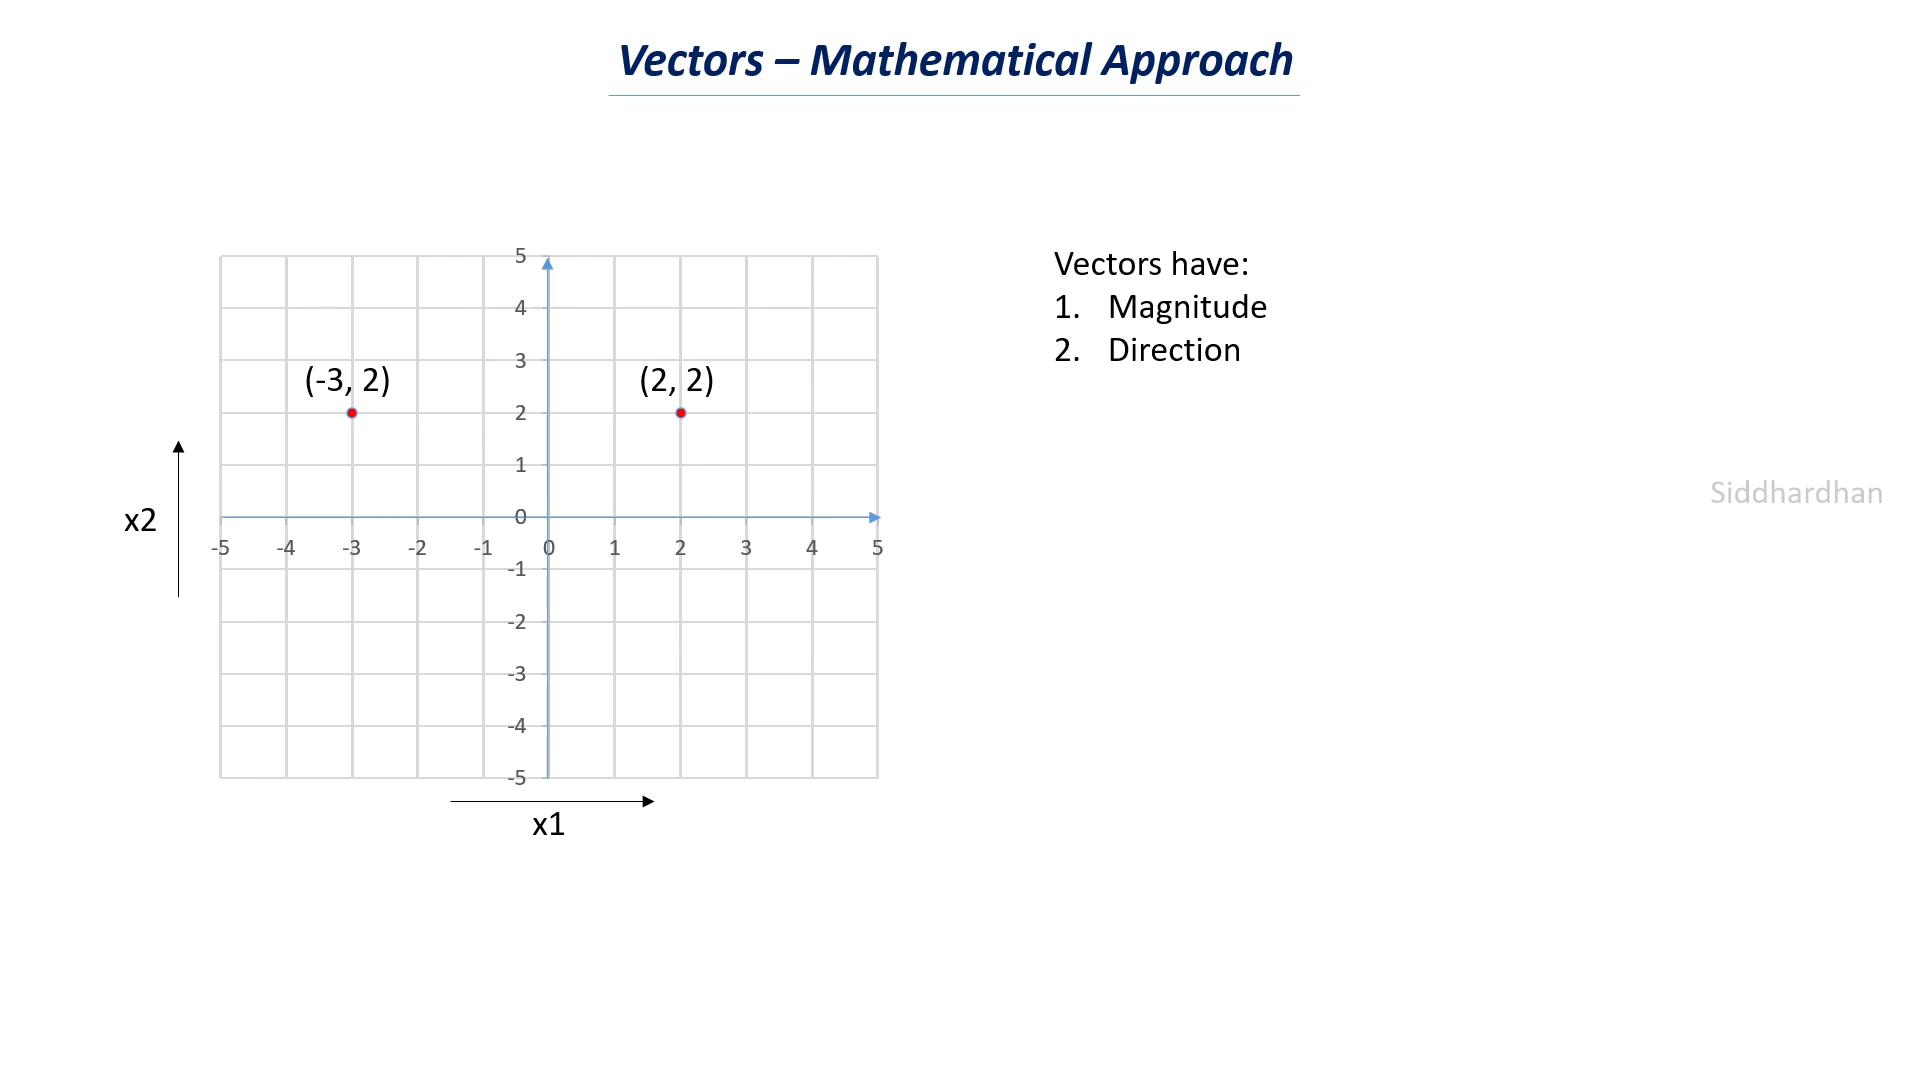 Vectors – Mathematical Approach
5
4
3
(-3, 2)
(2, 2)
2
1
x2
0
-5 -4 -3 -2 -1 0 1 2 3 4 5
-1
-2
-3
-4
-5
x1
Vectors have:
1. Magnitude
2. Direction
Siddhardhan